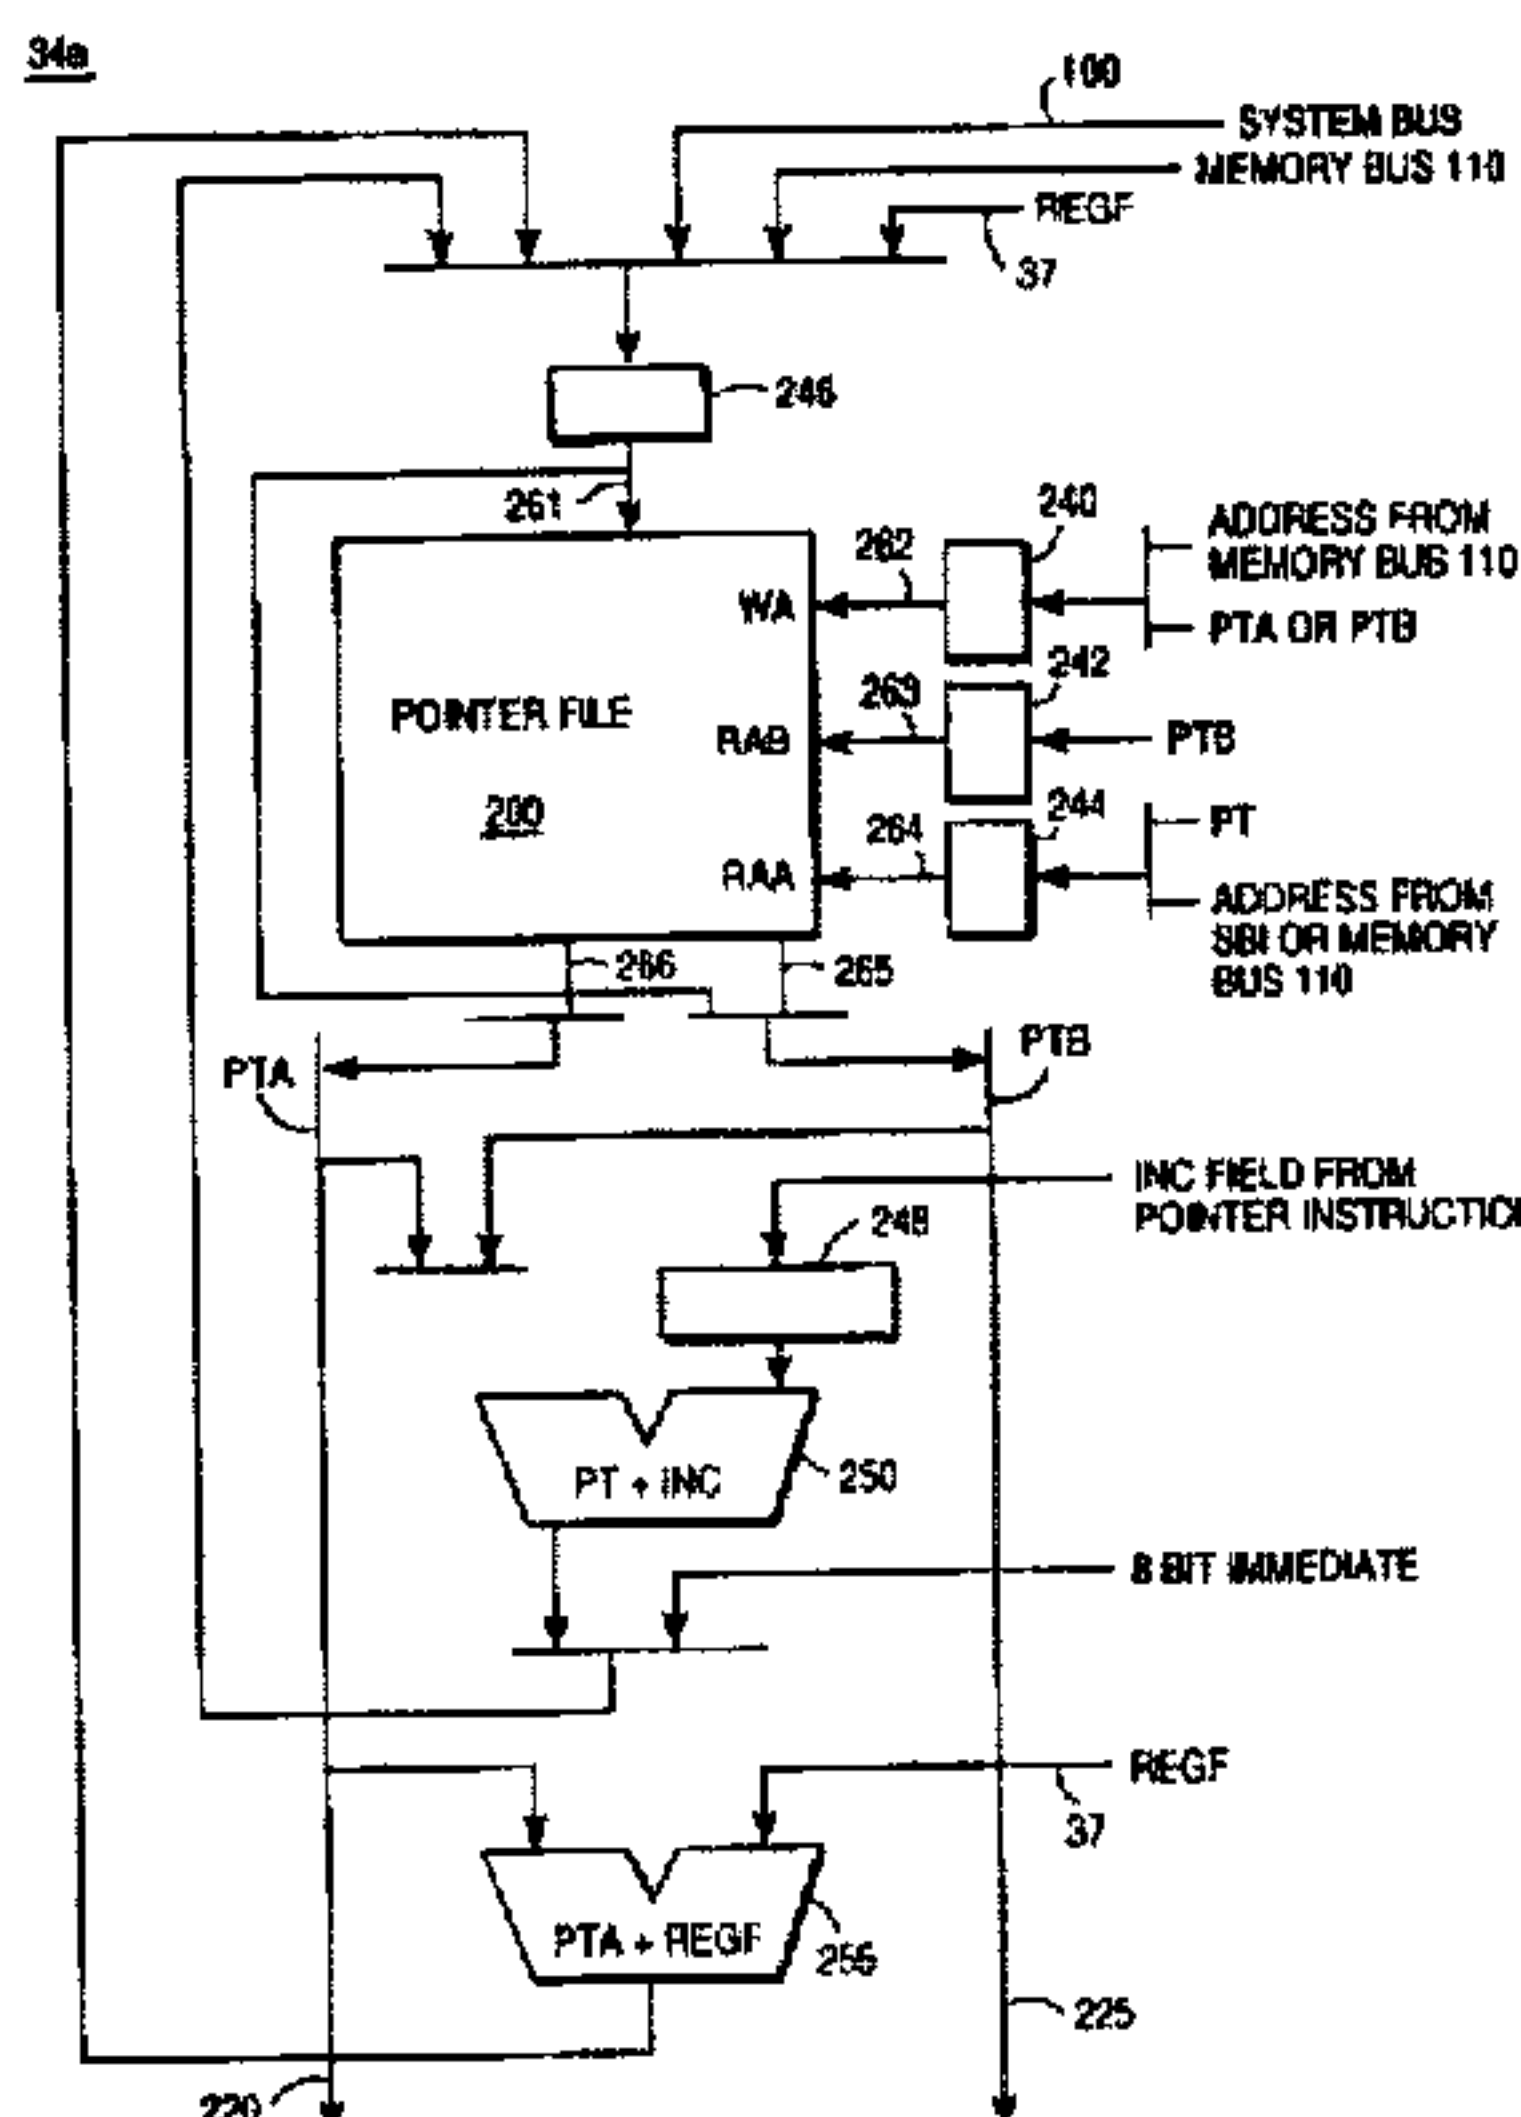 34a
100
SYSTEM BUS
MEMORY BUS 110
REGF
37
246
261
240
ADDRESS FROM
MEMORY BUS 110
262
WA
PTA OR PTB
242
263
POINTER FILE
RAB
PTB
244
200
264
PT
RAA
ADDRESS FROM
SBI OR MEMORY
BUS 110
266
265
PTA
PTB
INC FIELD FROM
POINTER INSTRUCTIO
248
PT + INC
250
8 BIT IMMEDIATE
REGF
37
PTA + REGF
255
225
220